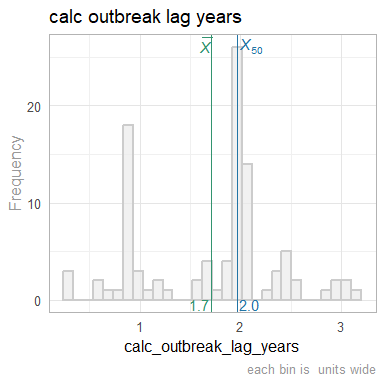 calc outbreak lag years
X̅ X₅₀
20
10
0
Frequency
1.7 2.0
1 2 3
calc_outbreak_lag_years
each bin is  units wide